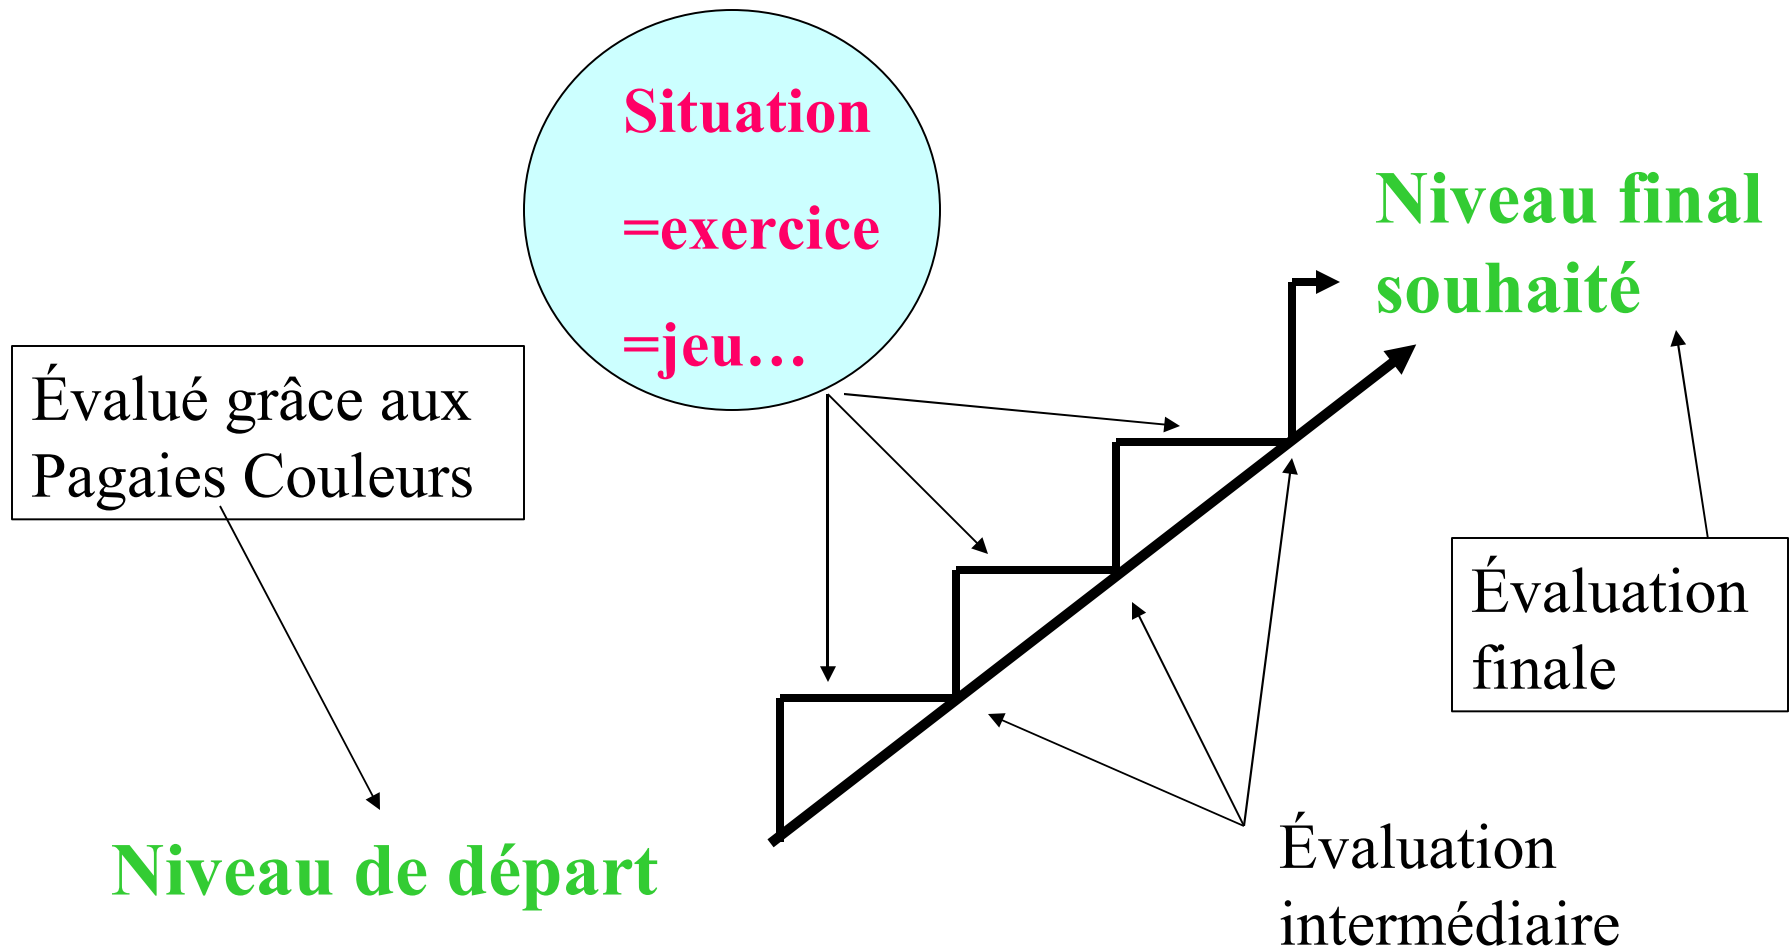 Situation
=exercice
=jeu…
Niveau final
souhaité
Évalué grâce aux
Pagaies Couleurs
Évaluation
finale
Niveau de départ
Évaluation
intermédiaire